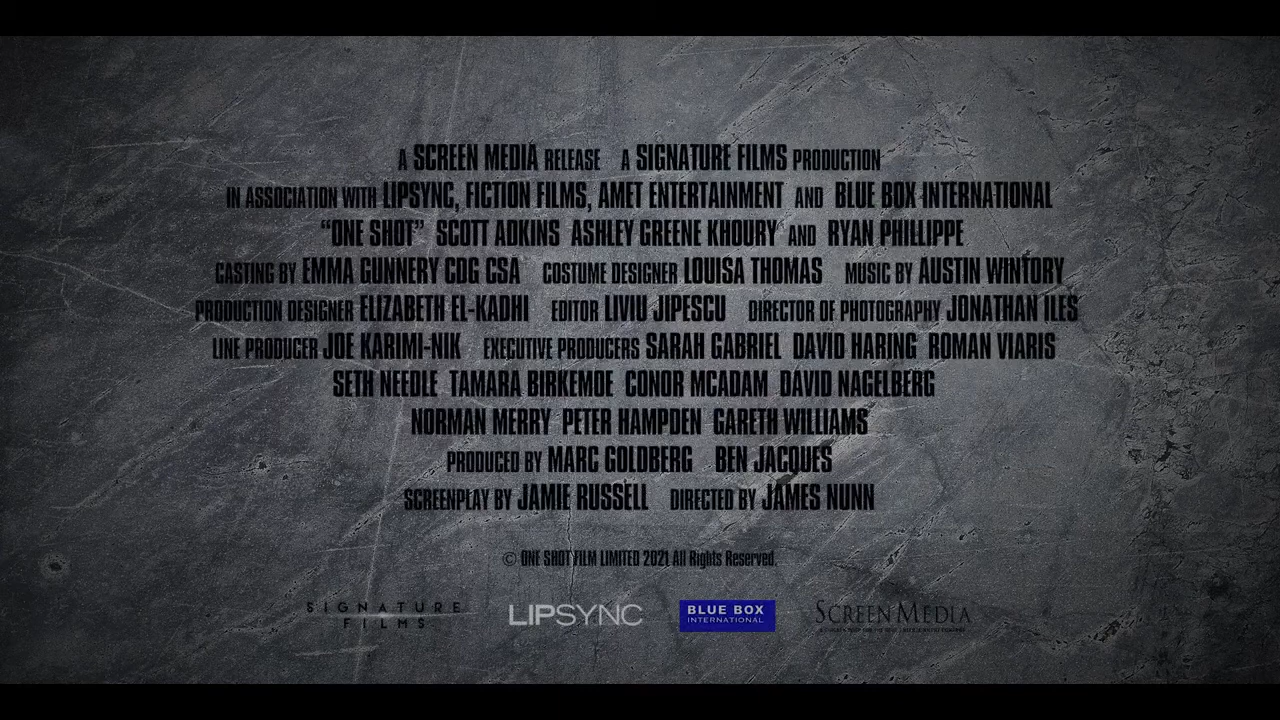 A SCREEN MEDIA RELEASE A SIGNATURE FILMS PRODUCTION
IN ASSOCIATION WITH LIPSYNC, FICTION FILMS, AMET ENTERTAINMENT AND BLUE BOX INTERNATIONAL
“ONE SHOT” SCOTT ADKINS ASHLEY GREENE KHOURY AND RYAN PHILLIPPE
CASTING BY EMMA GUNNERY CDG CSA COSTUME DESIGNER LOUISA THOMAS MUSIC BY AUSTIN WINTORY
PRODUCTION DESIGNER ELIZABETH EL-KADHI EDITOR LIVIU JIPESCU DIRECTOR OF PHOTOGRAPHY JONATHAN ILES
LINE PRODUCER JOE KARIMI-NIK EXECUTIVE PRODUCERS SARAH GABRIEL DAVID HARING ROMAN VIARIS
SETH NEEDLE TAMARA BIRKEMOE CONOR MCADAM DAVID NAGELBERG
NORMAN MERRY PETER HAMPDEN GARETH WILLIAMS
PRODUCED BY MARC GOLDBERG BEN JACQUES
SCREENPLAY BY JAMIE RUSSELL DIRECTED BY JAMES NUNN
© ONE SHOT FILM LIMITED 2021 All Rights Reserved.
SIGNATURE
FILMS
LIPSYNC
BLUE BOX
INTERNATIONAL
SCREEN MEDIA